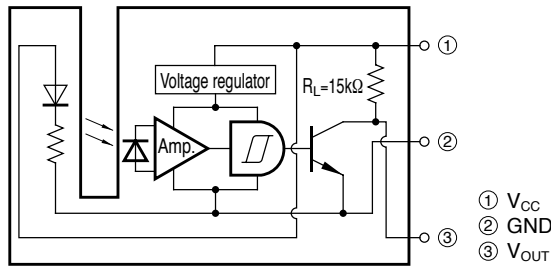 ①
Voltage regulator
RL=15kΩ
Amp.
②
③
① VCC
② GND
③ VOUT